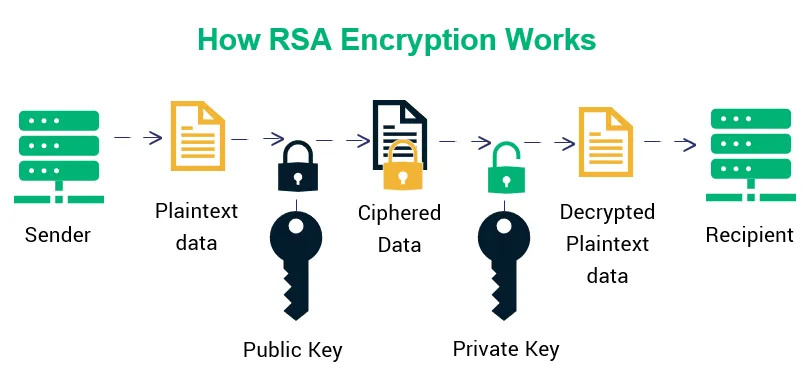 How RSA Encryption Works
Sender
Plaintext
data
Public Key
Ciphered
Data
Private Key
Decrypted
Plaintext
data
Recipient